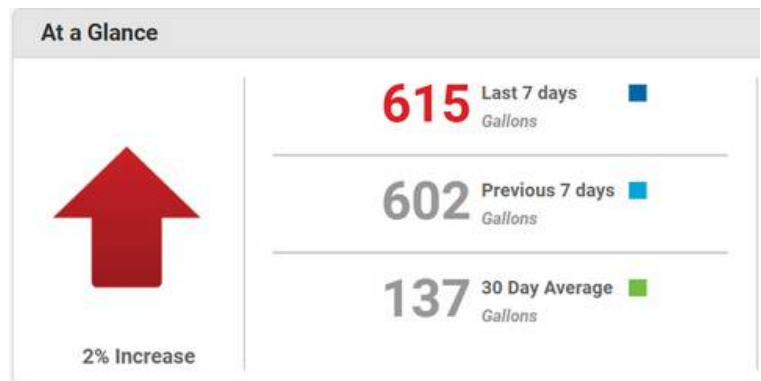 At a Glance
615 Last 7 days
Gallons
602 Previous 7 days
Gallons
137 30 Day Average
Gallons
2% Increase